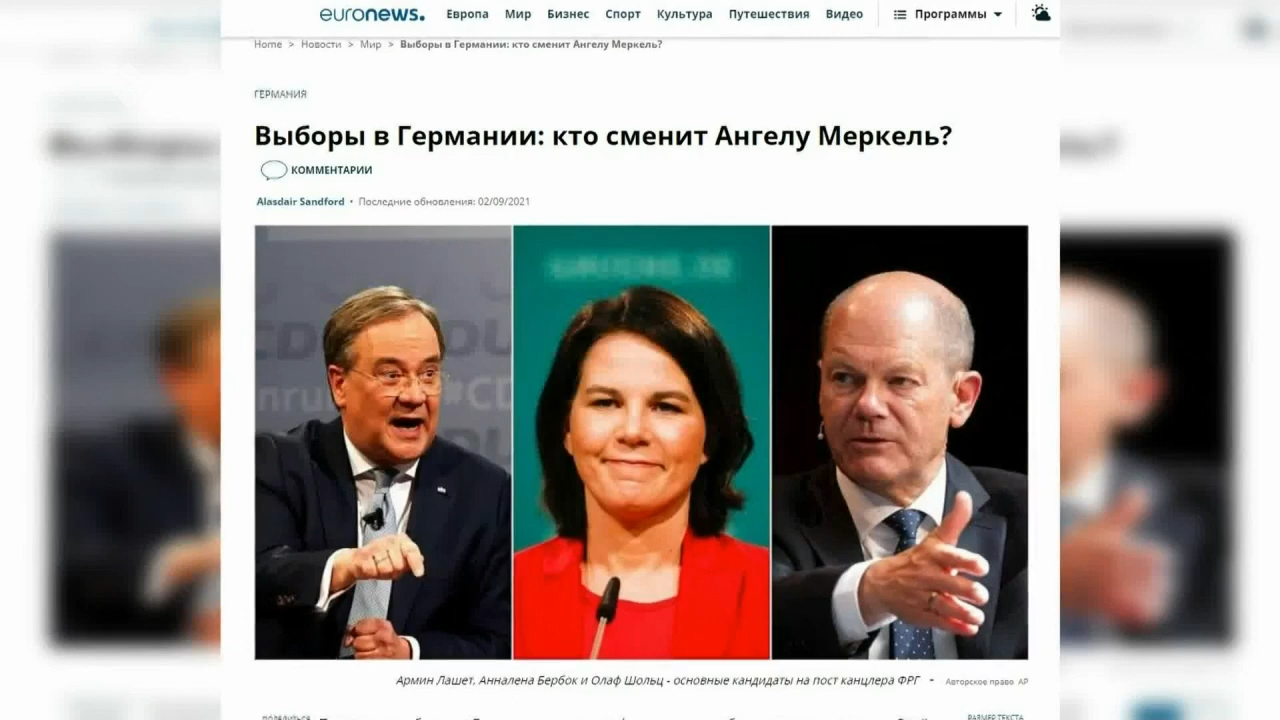 euronews.
Европа Мир Бизнес Спорт Культура Путешествия Видео Программы
Home > Новости > Мир > Выборы в Германии: кто сменит Ангелу Меркель?
ГЕРМАНИЯ
Выборы в Германии: кто сменит Ангелу Меркель?
КОММЕНТАРИИ
Alasdair Sandford • Последние обновления: 02/09/2021
Армин Лашет, Анналена Бербок и Олаф Шольц - основные кандидаты на пост канцлера ФРГ - Авторское право AP
РАЗМЕР ТЕКСТА